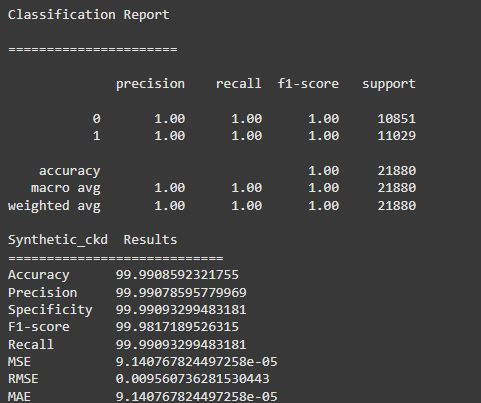 Classification Report
======================
precision recall f1-score support
0 1.00 1.00 1.00 10851
1 1.00 1.00 1.00 11029
accuracy 1.00 21880
macro avg 1.00 1.00 1.00 21880
weighted avg 1.00 1.00 1.00 21880
Synthetic_ckd Results
============================
Accuracy 99.9908592321755
Precision 99.99078595779969
Specificity 99.99093299483181
F1-score 99.9817189526315
Recall 99.99093299483181
MSE 9.140767824497258e-05
RMSE 0.009560736281530443
MAE 9.140767824497258e-05